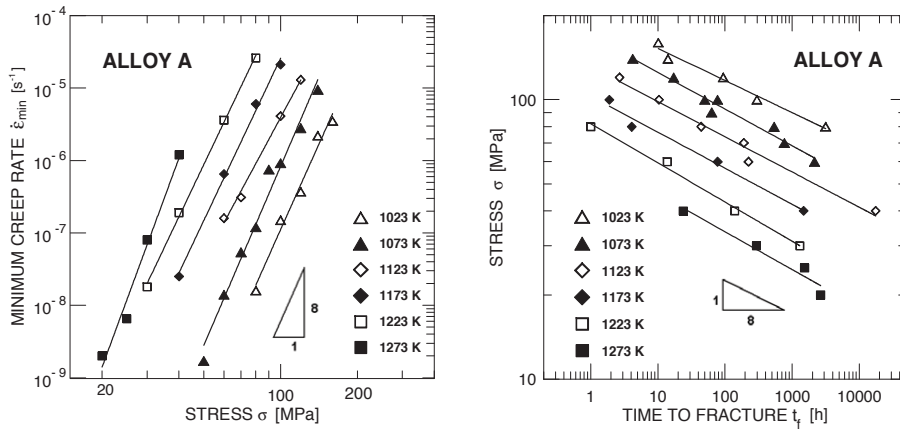 ALLOY A
MINIMUM CREEP RATE ε̇min [s-1]
10-4
10-5
10-6
10-7
10-8
10-9
20
100
200
STRESS σ [MPa]
1023 K
1073 K
1123 K
1173 K
1223 K
1273 K
8
1
ALLOY A
STRESS σ [MPa]
100
10
1
10
100
1000
10000
TIME TO FRACTURE tf [h]
1023 K
1073 K
1123 K
1173 K
1223 K
1273 K
1
8